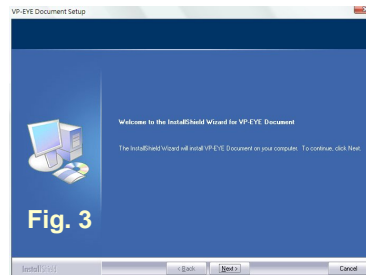 VP-EYE Document Setup
Welcome to the InstallShield Wizard for VP-EYE Document
The InstallShield Wizard will install VP-EYE Document on your computer. To continue, click Next.
Fig. 3
InstallShield
< Back
Next >
Cancel